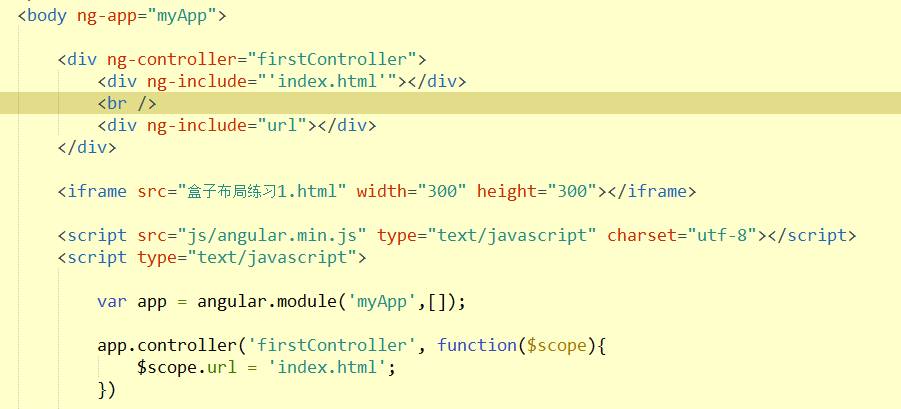 <body ng-app="myApp">
<div ng-controller="firstController">
<div ng-include="'index.html'"></div>
<br />
<div ng-include="url"></div>
</div>
<iframe src="盒子布局练习1.html" width="300" height="300"></iframe>
<script src="js/angular.min.js" type="text/javascript" charset="utf-8"></script>
<script type="text/javascript">
var app = angular.module('myApp',[]);
app.controller('firstController', function($scope){
$scope.url = 'index.html';
})